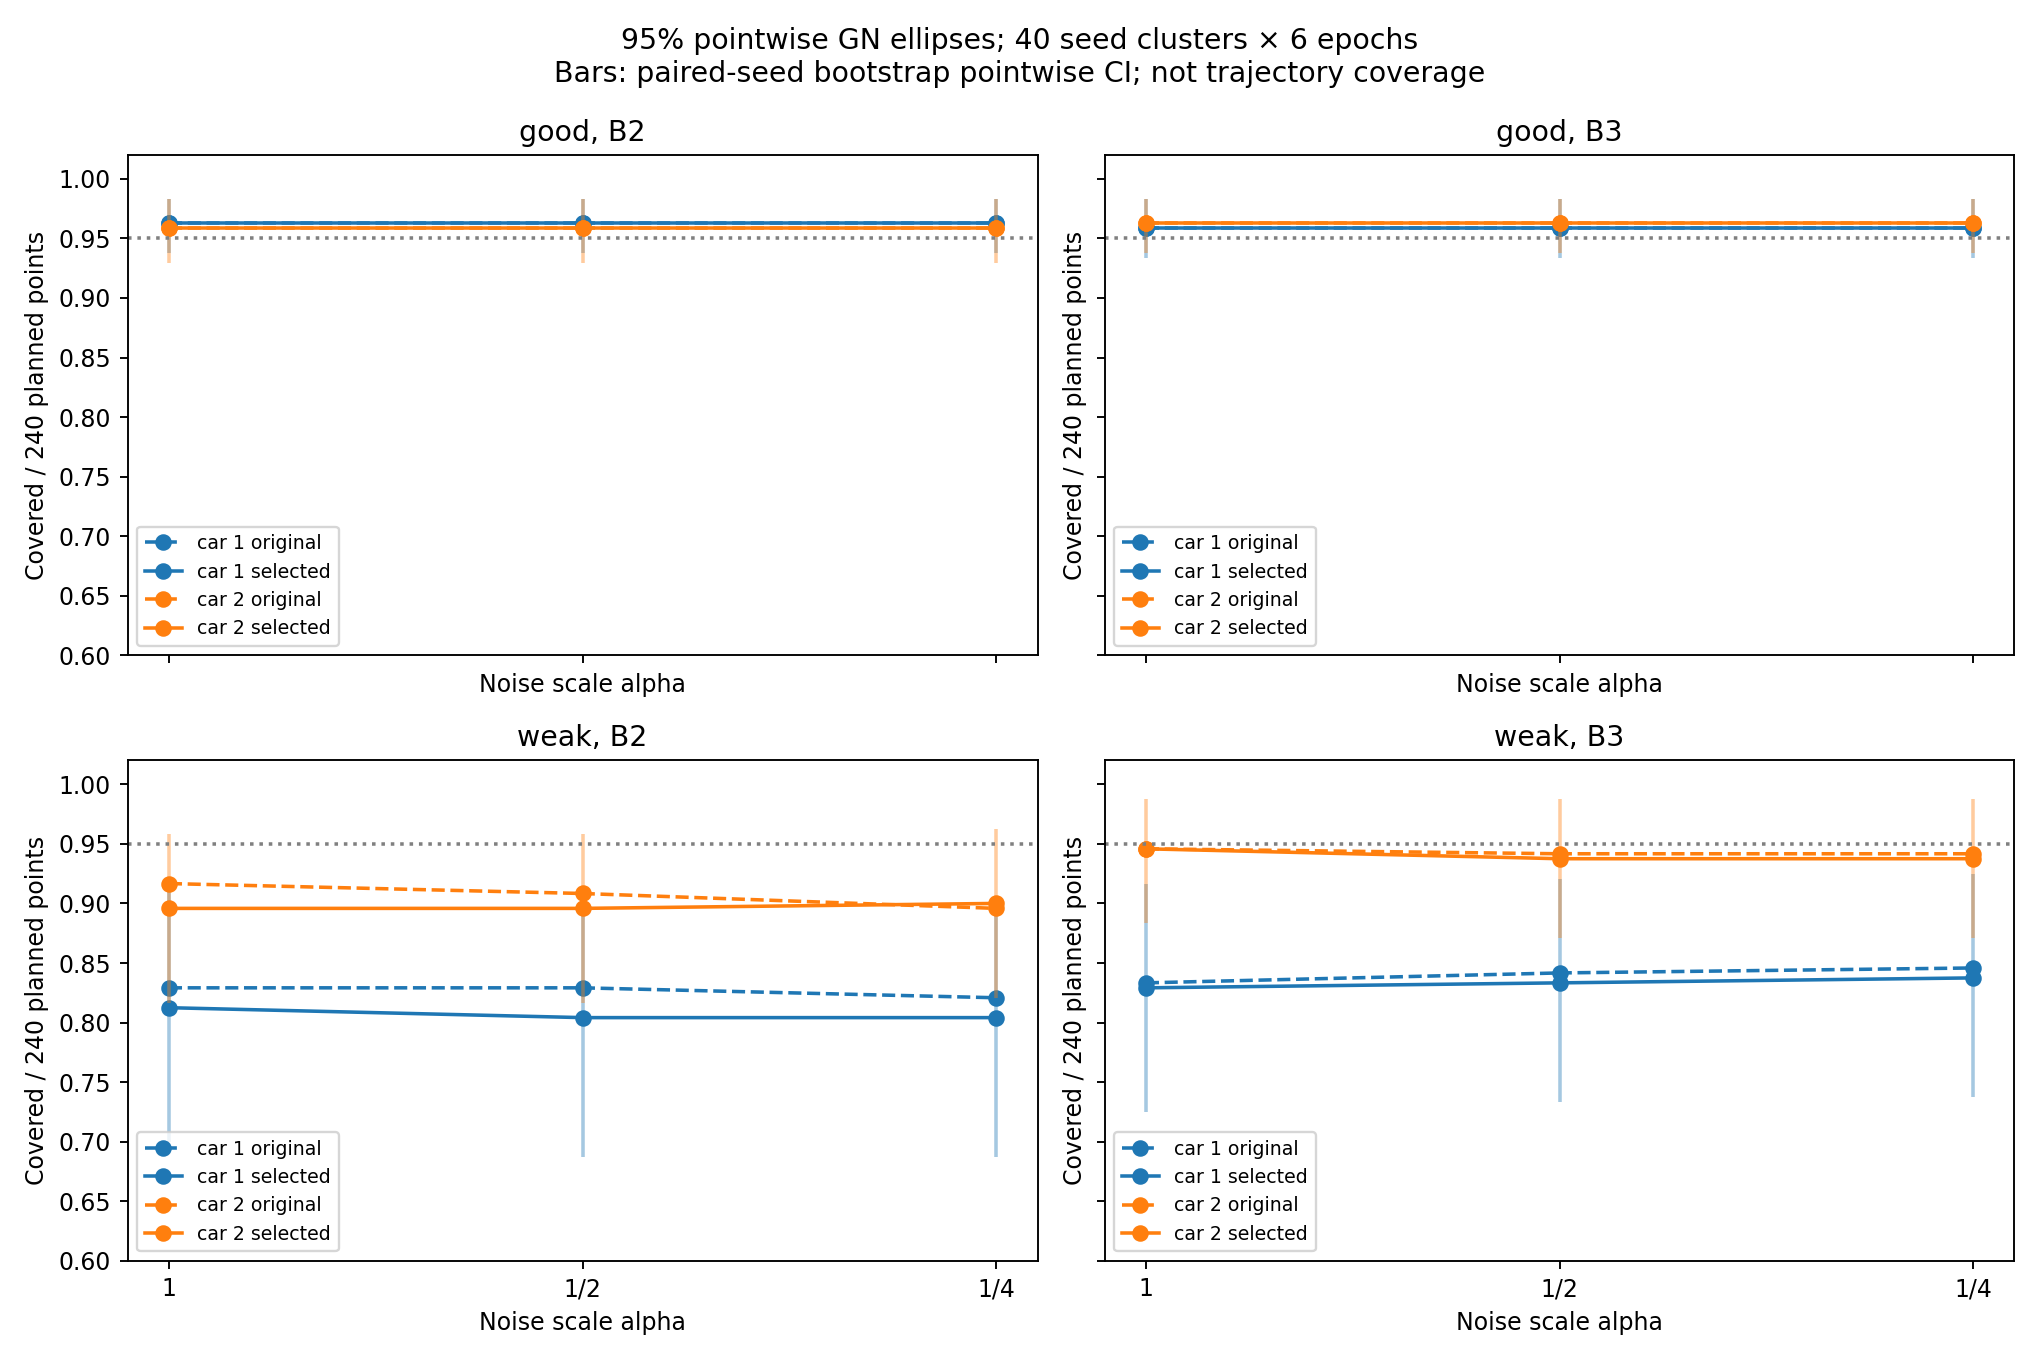 95% pointwise GN ellipses; 40 seed clusters × 6 epochs
Bars: paired-seed bootstrap pointwise CI; not trajectory coverage
good, B2
Covered / 240 planned points
1.00
0.95
0.90
0.85
0.80
0.75
0.70
0.65
0.60
car 1 original
car 1 selected
car 2 original
car 2 selected
Noise scale alpha
good, B3
Covered / 240 planned points
car 1 original
car 1 selected
car 2 original
car 2 selected
Noise scale alpha
weak, B2
Covered / 240 planned points
1.00
0.95
0.90
0.85
0.80
0.75
0.70
0.65
0.60
car 1 original
car 1 selected
car 2 original
car 2 selected
1 1/2 1/4
Noise scale alpha
weak, B3
Covered / 240 planned points
car 1 original
car 1 selected
car 2 original
car 2 selected
1 1/2 1/4
Noise scale alpha